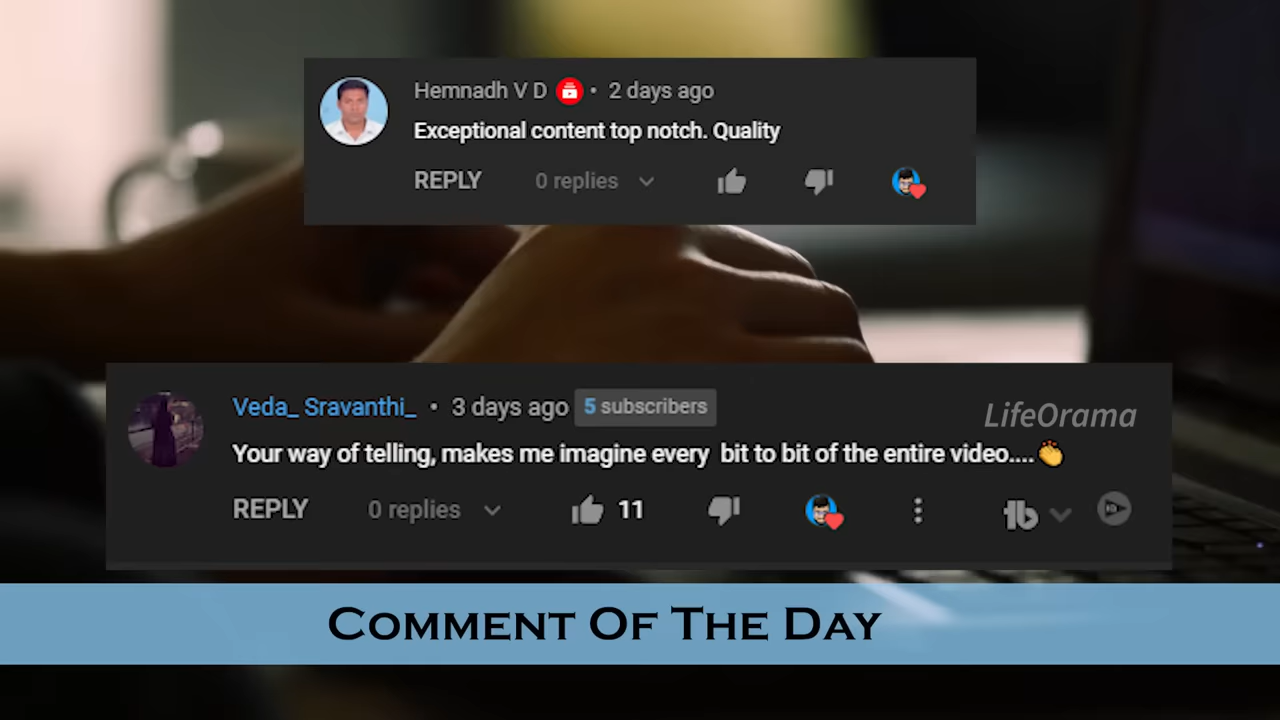 Hemnadh V D • 2 days ago
Exceptional content top notch. Quality
REPLY 0 replies
Veda_ Sravanthi_ • 3 days ago 5 subscribers
LifeOrama
Your way of telling, makes me imagine every bit to bit of the entire video....👏
REPLY 0 replies 11
Comment Of The Day